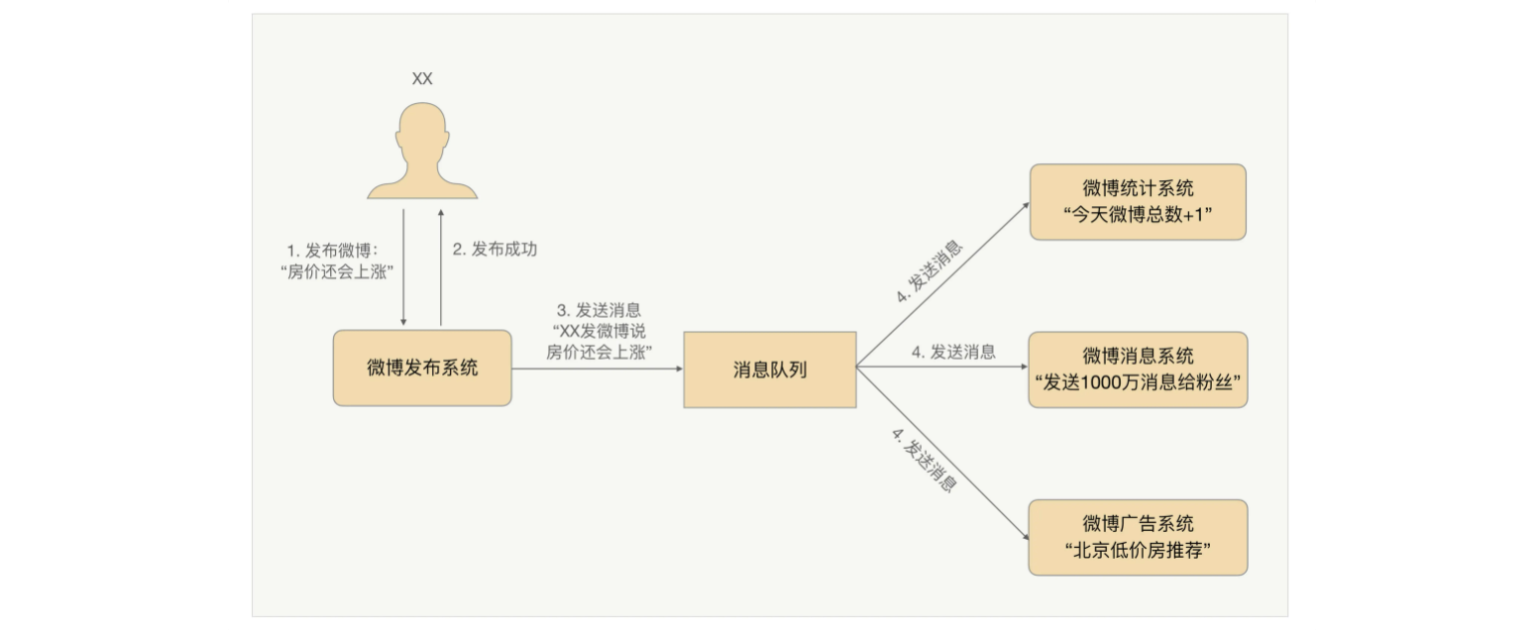 XX
1. 发布微博：
“房价还会上涨”
2. 发布成功
微博发布系统
3. 发送消息
“XX发微博说
房价还会上涨”
消息队列
4. 发送消息
4. 发送消息
4. 发送消息
微博统计系统
“今天微博总数+1”
微博消息系统
“发送1000万消息给粉丝”
微博广告系统
“北京低价房推荐”